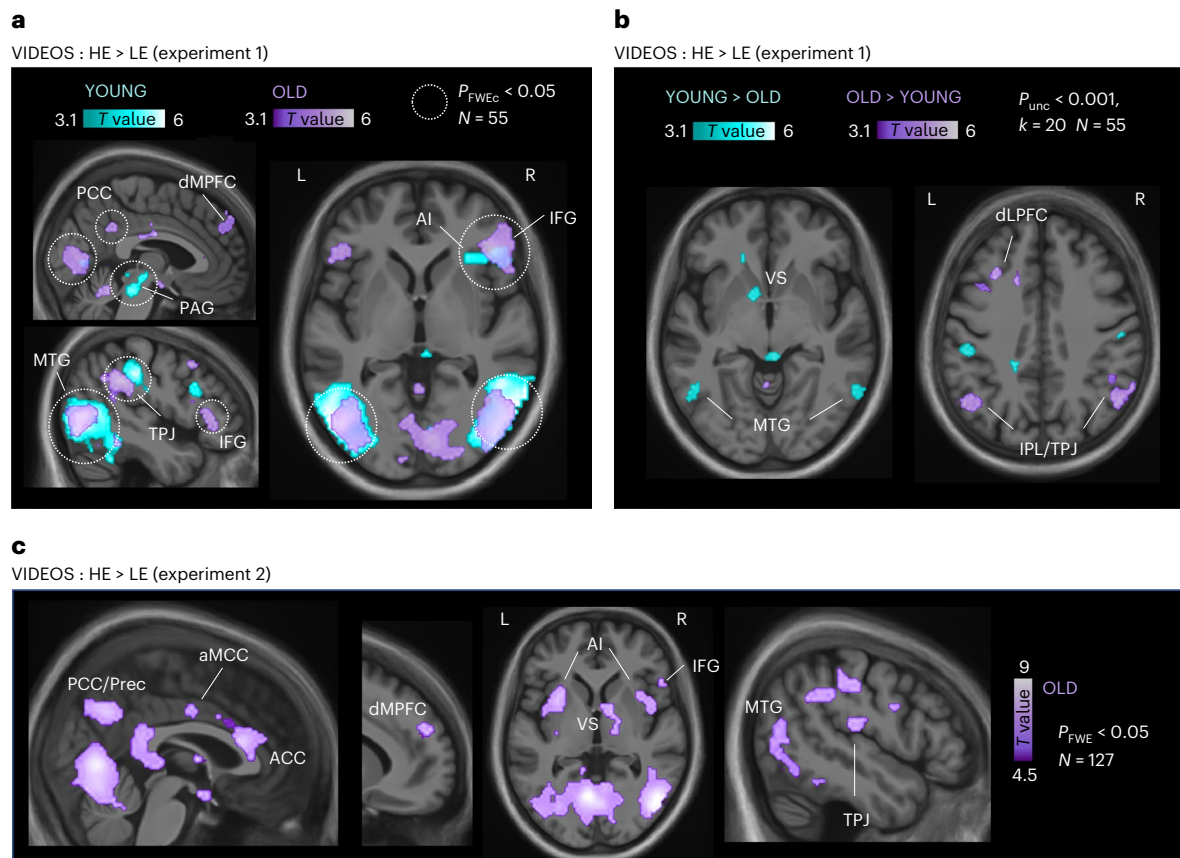 a
VIDEOS : HE > LE (experiment 1)
YOUNG
3.1 T value 6
OLD
3.1 T value 6
PFWEc < 0.05
N = 55
PCC
dMPFC
PAG
MTG
TPJ
IFG
L
R
AI
IFG
b
VIDEOS : HE > LE (experiment 1)
YOUNG > OLD
3.1 T value 6
OLD > YOUNG
3.1 T value 6
Punc < 0.001,
k = 20 N = 55
VS
MTG
L
R
dLPFC
IPL/TPJ
c
VIDEOS : HE > LE (experiment 2)
PCC/Prec
aMCC
ACC
dMPFC
L
R
AI
IFG
VS
MTG
TPJ
9
T value
4.5
OLD
PFWE < 0.05
N = 127